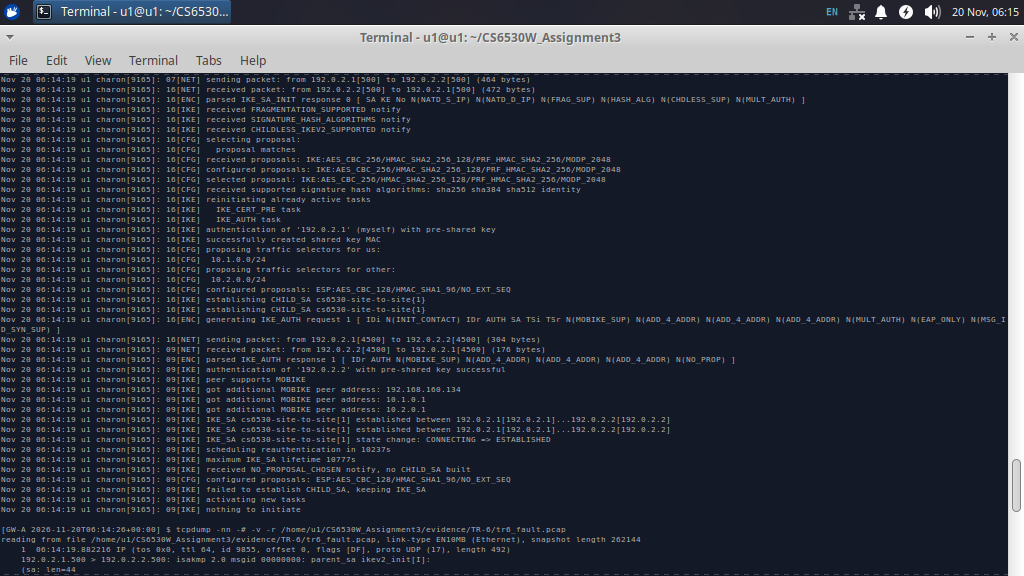 Terminal - u1@u1: ~/CS6530...
EN
20 Nov, 06:15
Terminal - u1@u1: ~/CS6530W_Assignment3
File Edit View Terminal Tabs Help
Nov 20 06:14:19 u1 charon[9165]: 07[NET] sending packet: from 192.0.2.1[500] to 192.0.2.2[500] (464 bytes)
Nov 20 06:14:19 u1 charon[9165]: 16[NET] received packet: from 192.0.2.2[500] to 192.0.2.1[500] (472 bytes)
Nov 20 06:14:19 u1 charon[9165]: 16[ENC] parsed IKE_SA_INIT response 0 [ SA KE No N(NATD_S_IP) N(NATD_D_IP) N(FRAG_SUP) N(HASH_ALG) N(CHDLESS_SUP) N(MULT_AUTH) ]
Nov 20 06:14:19 u1 charon[9165]: 16[IKE] received FRAGMENTATION_SUPPORTED notify
Nov 20 06:14:19 u1 charon[9165]: 16[IKE] received SIGNATURE_HASH_ALGORITHMS notify
Nov 20 06:14:19 u1 charon[9165]: 16[IKE] received CHILDLESS_IKEV2_SUPPORTED notify
Nov 20 06:14:19 u1 charon[9165]: 16[CFG] selecting proposal:
Nov 20 06:14:19 u1 charon[9165]: 16[CFG]   proposal matches
Nov 20 06:14:19 u1 charon[9165]: 16[CFG] received proposals: IKE:AES_CBC_256/HMAC_SHA2_256_128/PRF_HMAC_SHA2_256/MODP_2048
Nov 20 06:14:19 u1 charon[9165]: 16[CFG] configured proposals: IKE:AES_CBC_256/HMAC_SHA2_256_128/PRF_HMAC_SHA2_256/MODP_2048
Nov 20 06:14:19 u1 charon[9165]: 16[CFG] selected proposal: IKE:AES_CBC_256/HMAC_SHA2_256_128/PRF_HMAC_SHA2_256/MODP_2048
Nov 20 06:14:19 u1 charon[9165]: 16[CFG] received supported signature hash algorithms: sha256 sha384 sha512 identity
Nov 20 06:14:19 u1 charon[9165]: 16[IKE] reinitiating already active tasks
Nov 20 06:14:19 u1 charon[9165]: 16[IKE]   IKE_CERT_PRE task
Nov 20 06:14:19 u1 charon[9165]: 16[IKE]   IKE_AUTH task
Nov 20 06:14:19 u1 charon[9165]: 16[IKE] authentication of '192.0.2.1' (myself) with pre-shared key
Nov 20 06:14:19 u1 charon[9165]: 16[IKE] successfully created shared key MAC
Nov 20 06:14:19 u1 charon[9165]: 16[CFG] proposing traffic selectors for us:
Nov 20 06:14:19 u1 charon[9165]: 16[CFG]  10.1.0.0/24
Nov 20 06:14:19 u1 charon[9165]: 16[CFG] proposing traffic selectors for other:
Nov 20 06:14:19 u1 charon[9165]: 16[CFG]  10.2.0.0/24
Nov 20 06:14:19 u1 charon[9165]: 16[CFG] configured proposals: ESP:AES_CBC_128/HMAC_SHA1_96/NO_EXT_SEQ
Nov 20 06:14:19 u1 charon[9165]: 16[IKE] establishing CHILD_SA cs6530-site-to-site{1}
Nov 20 06:14:19 u1 charon[9165]: 16[IKE] establishing CHILD_SA cs6530-site-to-site{1}
Nov 20 06:14:19 u1 charon[9165]: 16[ENC] generating IKE_AUTH request 1 [ IDi N(INIT_CONTACT) IDr AUTH SA TSi TSr N(MOBIKE_SUP) N(ADD_4_ADDR) N(ADD_4_ADDR) N(ADD_4_ADDR) N(MULT_AUTH) N(EAP_ONLY) N(MSG_I
D_SYN_SUP) ]
Nov 20 06:14:19 u1 charon[9165]: 16[NET] sending packet: from 192.0.2.1[4500] to 192.0.2.2[4500] (304 bytes)
Nov 20 06:14:19 u1 charon[9165]: 09[NET] received packet: from 192.0.2.2[4500] to 192.0.2.1[4500] (176 bytes)
Nov 20 06:14:19 u1 charon[9165]: 09[ENC] parsed IKE_AUTH response 1 [ IDr AUTH N(MOBIKE_SUP) N(ADD_4_ADDR) N(ADD_4_ADDR) N(ADD_4_ADDR) N(NO_PROP) ]
Nov 20 06:14:19 u1 charon[9165]: 09[IKE] authentication of '192.0.2.2' with pre-shared key successful
Nov 20 06:14:19 u1 charon[9165]: 09[IKE] peer supports MOBIKE
Nov 20 06:14:19 u1 charon[9165]: 09[IKE] got additional MOBIKE peer address: 192.168.160.134
Nov 20 06:14:19 u1 charon[9165]: 09[IKE] got additional MOBIKE peer address: 10.1.0.1
Nov 20 06:14:19 u1 charon[9165]: 09[IKE] got additional MOBIKE peer address: 10.2.0.1
Nov 20 06:14:19 u1 charon[9165]: 09[IKE] IKE_SA cs6530-site-to-site[1] established between 192.0.2.1[192.0.2.1]...192.0.2.2[192.0.2.2]
Nov 20 06:14:19 u1 charon[9165]: 09[IKE] IKE_SA cs6530-site-to-site[1] established between 192.0.2.1[192.0.2.1]...192.0.2.2[192.0.2.2]
Nov 20 06:14:19 u1 charon[9165]: 09[IKE] IKE_SA cs6530-site-to-site[1] state change: CONNECTING => ESTABLISHED
Nov 20 06:14:19 u1 charon[9165]: 09[IKE] scheduling reauthentication in 10237s
Nov 20 06:14:19 u1 charon[9165]: 09[IKE] maximum IKE_SA lifetime 10777s
Nov 20 06:14:19 u1 charon[9165]: 09[IKE] received NO_PROPOSAL_CHOSEN notify, no CHILD_SA built
Nov 20 06:14:19 u1 charon[9165]: 09[CFG] configured proposals: ESP:AES_CBC_128/HMAC_SHA1_96/NO_EXT_SEQ
Nov 20 06:14:19 u1 charon[9165]: 09[IKE] failed to establish CHILD_SA, keeping IKE_SA
Nov 20 06:14:19 u1 charon[9165]: 09[IKE] activating new tasks
Nov 20 06:14:19 u1 charon[9165]: 09[IKE] nothing to initiate
[GW-A 2026-11-20T06:14:26+00:00] $ tcpdump -nn -# -v -r /home/u1/CS6530W_Assignment3/evidence/TR-6/tr6_fault.pcap
reading from file /home/u1/CS6530W_Assignment3/evidence/TR-6/tr6_fault.pcap, link-type EN10MB (Ethernet), snapshot length 262144
    1  06:14:19.882216 IP (tos 0x0, ttl 64, id 9855, offset 0, flags [DF], proto UDP (17), length 492)
    192.0.2.1.500 > 192.0.2.2.500: isakmp 2.0 msgid 00000000: parent_sa ikev2_init[I]:
    (sa: len=44